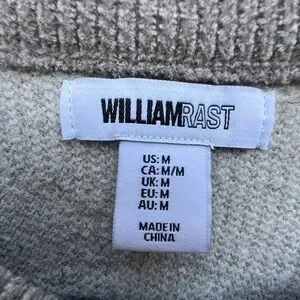 WILLIAMRAST
US: M
CA: M/M
UK: M
EU: M
AU: M
MADE IN
CHINA